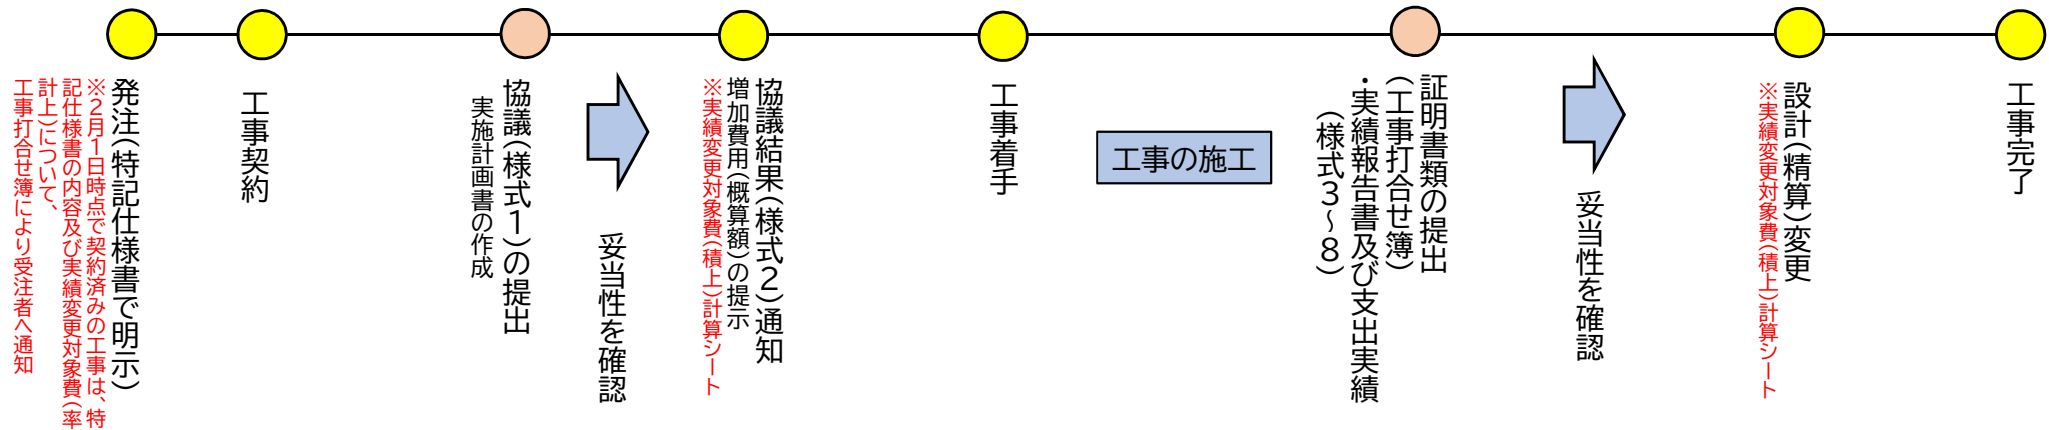 発注(特記仕様書で明示)
※2月1日時点で契約済みの工事は、特
記仕様書の内容及び実績変更対象費(率
計上)について、
工事打合せ簿により受注者へ通知
工事契約
協議(様式1)の提出
実施計画書の作成
妥当性を確認
協議結果(様式2)通知
増加費用(概算額)の提示
※実績変更対象費(積上)計算シート
工事着手
工事の施工
証明書類の提出
(工事打合せ簿)
・実績報告書及び支出実績
(様式3~8)
妥当性を確認
設計(精算)変更
※実績変更対象費(積上)計算シート
工事完了